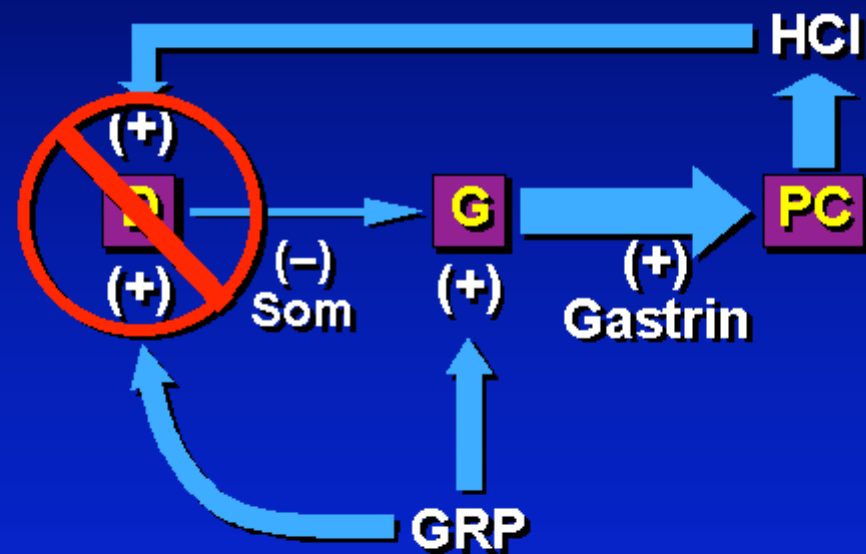 HCl
(+)
D
G
PC
(+)
(–)
Som
(+)
(+)
Gastrin
GRP